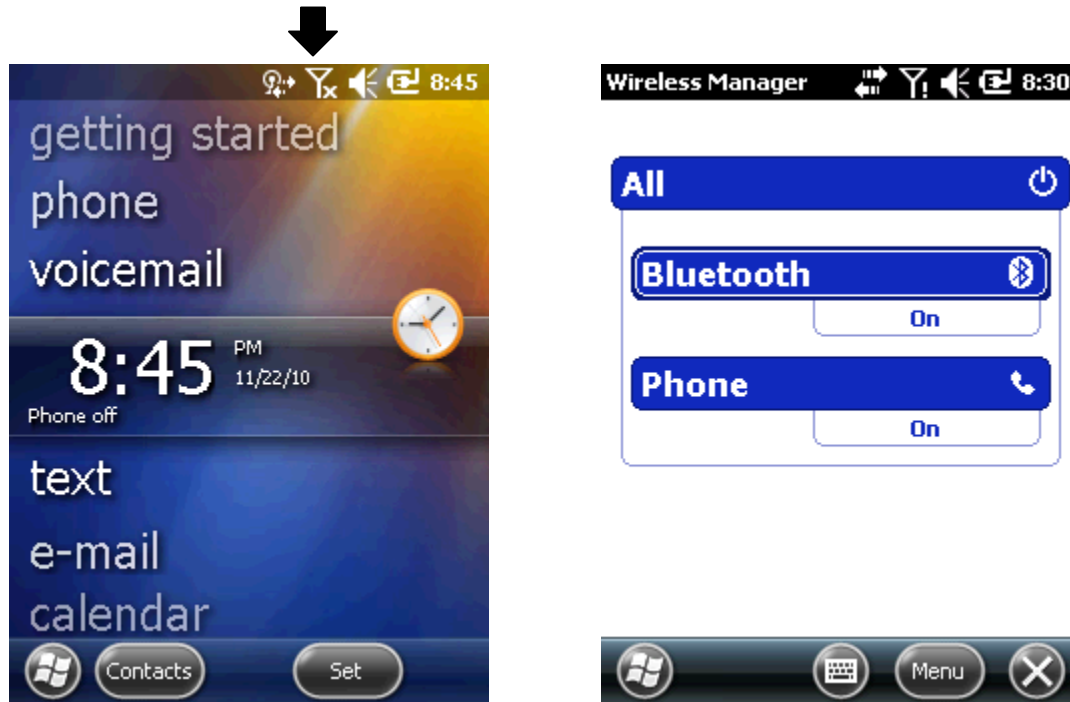 8:45
getting started
phone
voicemail
8:45 PM
11/22/10
Phone off
text
e-mail
calendar
Contacts Set
Wireless Manager 8:30
All
Bluetooth
On
Phone
On
Menu